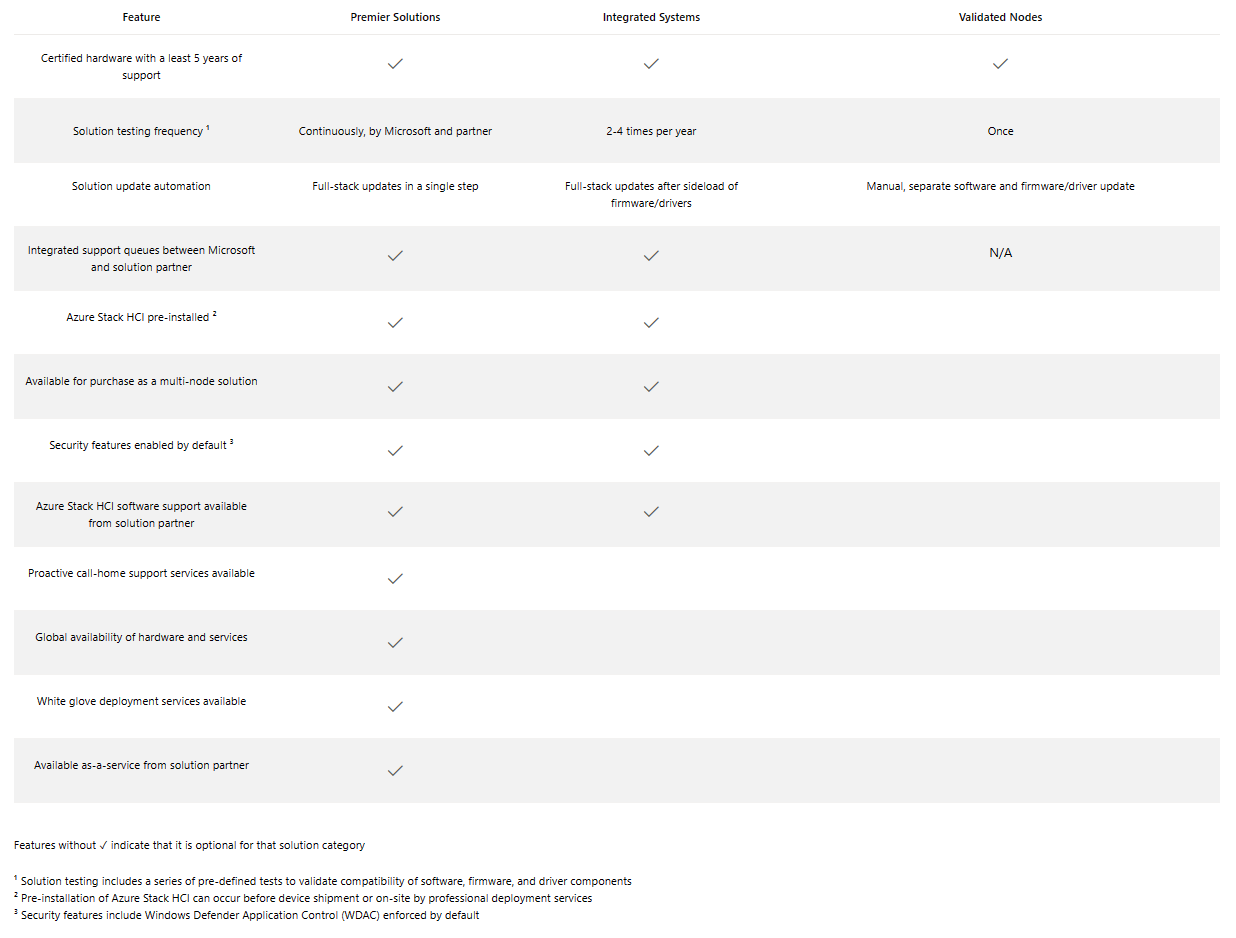 Feature Premier Solutions Integrated Systems Validated Nodes
Certified hardware with a least 5 years of
support
✓ ✓ ✓
Solution testing frequency ¹ Continuously, by Microsoft and partner 2-4 times per year Once
Solution update automation Full-stack updates in a single step Full-stack updates after sideload of Manual, separate software and firmware/driver update
firmware/drivers
Integrated support queues between Microsoft
and solution partner
✓ ✓ N/A
Azure Stack HCI pre-installed ² ✓ ✓
Available for purchase as a multi-node solution ✓ ✓
Security features enabled by default ³ ✓ ✓
Azure Stack HCI software support available
from solution partner
✓ ✓
Proactive call-home support services available ✓
Global availability of hardware and services ✓
White glove deployment services available ✓
Available as-a-service from solution partner ✓
Features without ✓ indicate that it is optional for that solution category
¹ Solution testing includes a series of pre-defined tests to validate compatibility of software, firmware, and driver components
² Pre-installation of Azure Stack HCI can occur before device shipment or on-site by professional deployment services
³ Security features include Windows Defender Application Control (WDAC) enforced by default